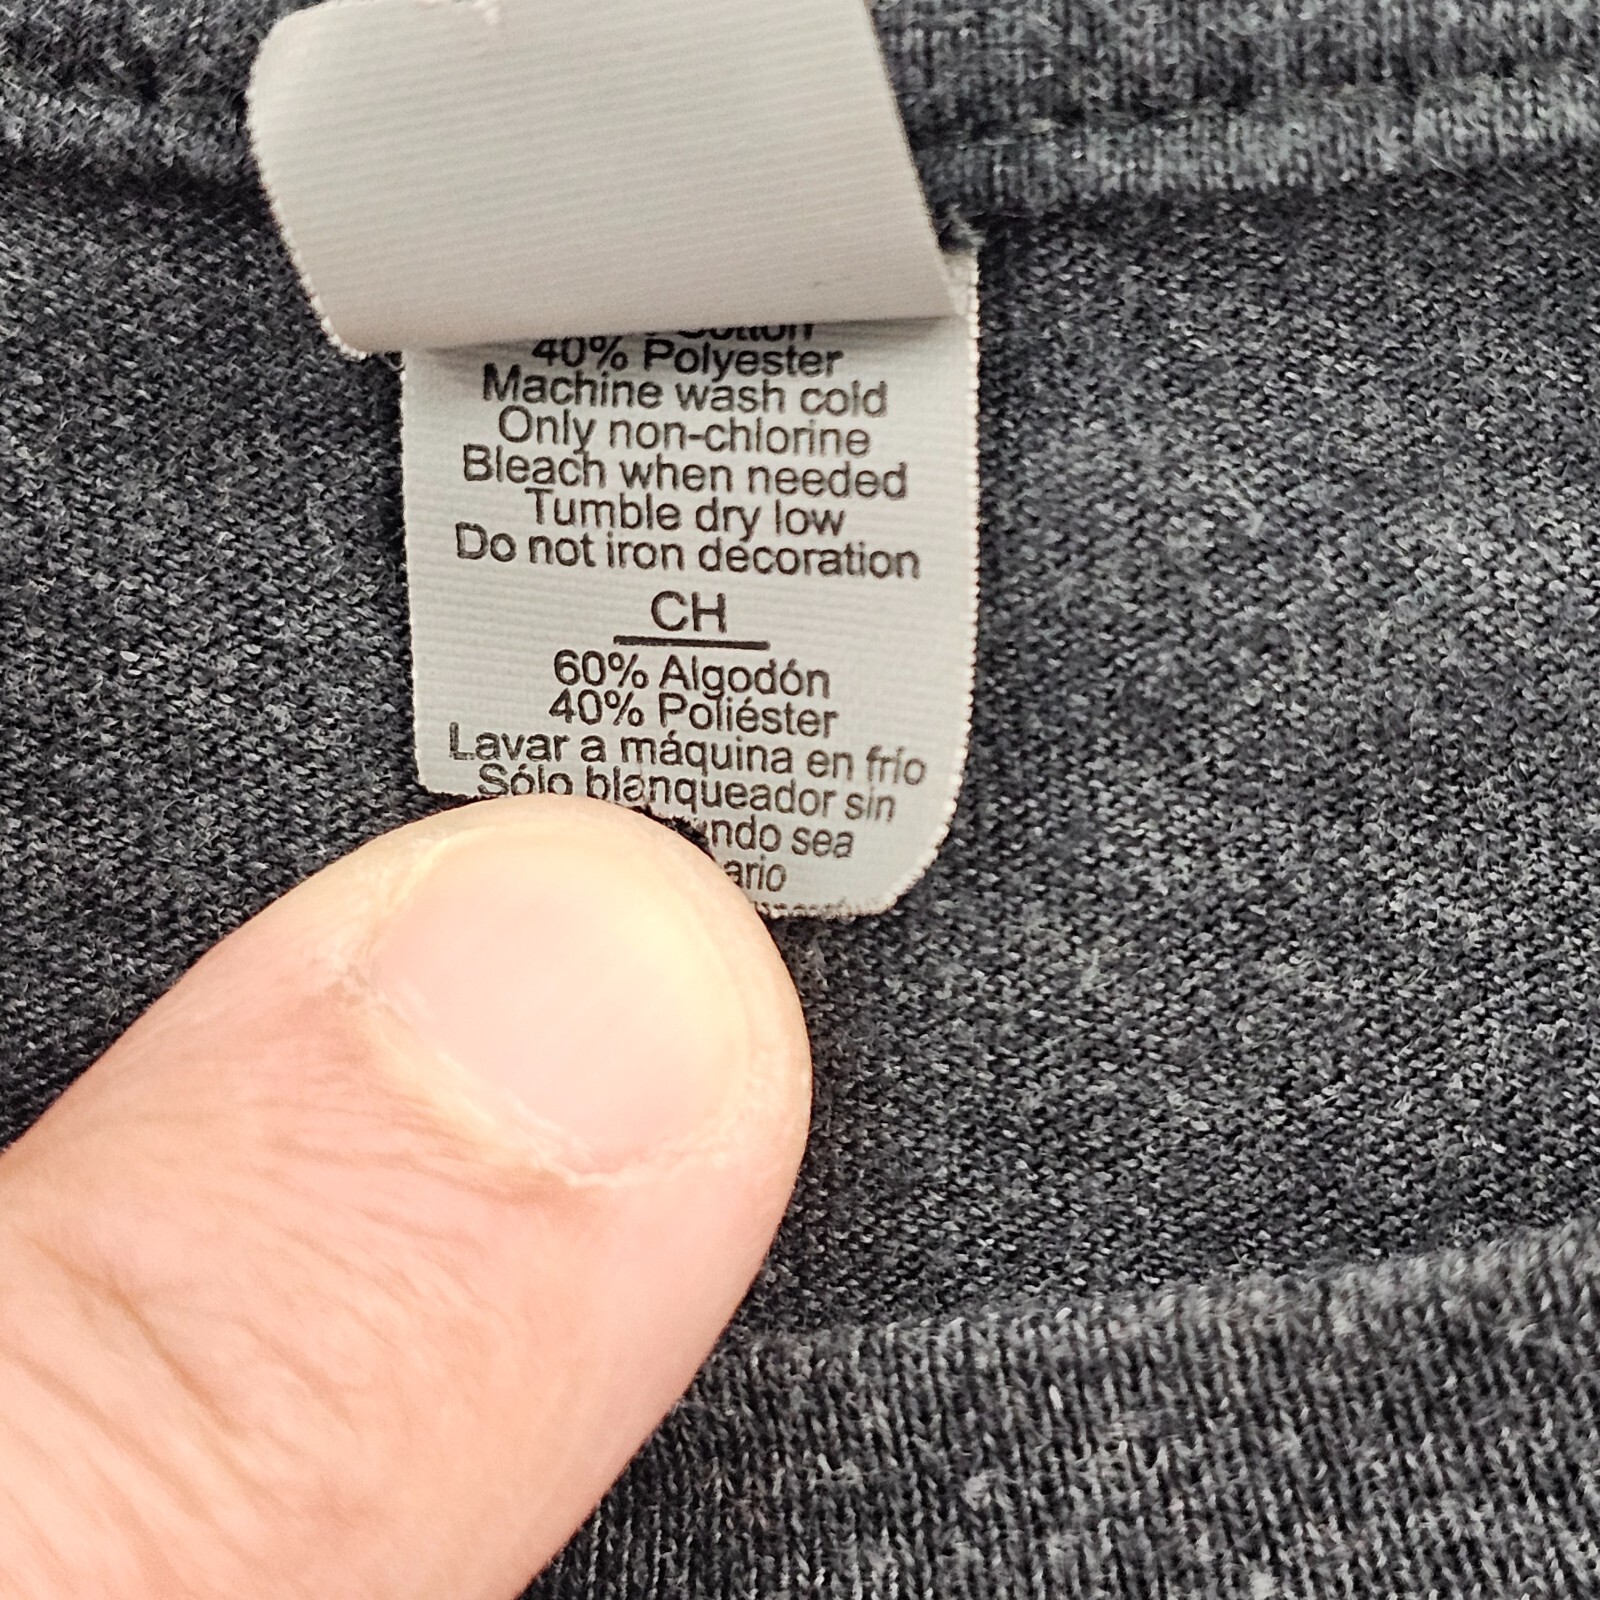 Cotton
40% Polyester
Machine wash cold
Only non-chlorine
Bleach when needed
Tumble dry low
Do not iron decoration
CH
60% Algodón
40% Poliéster
Lavar a máquina en frío
Sólo blanqueador sin
sea